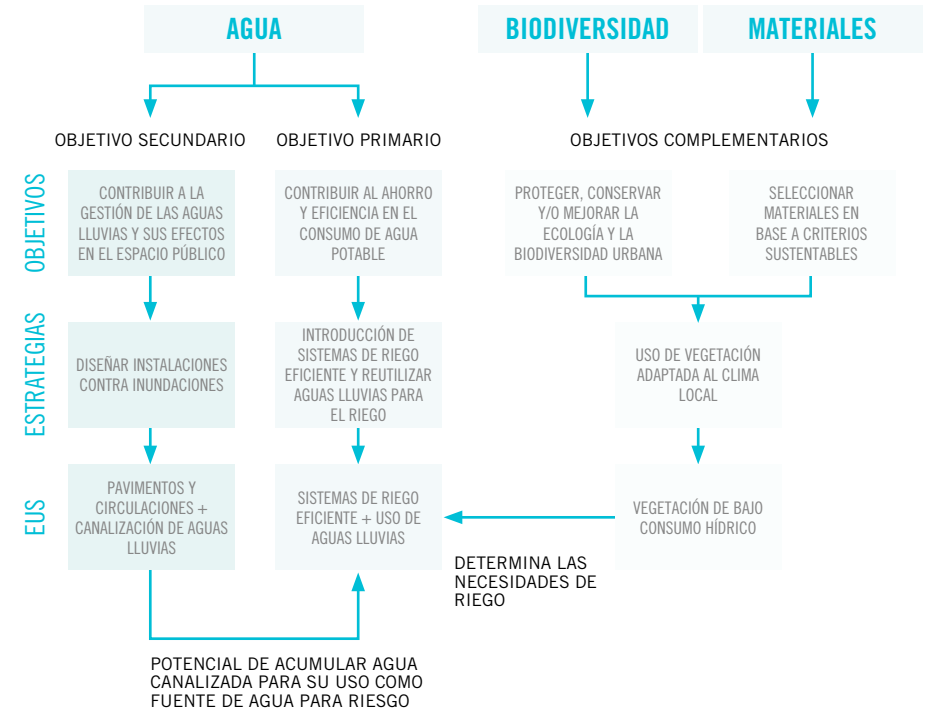 AGUA
BIODIVERSIDAD
MATERIALES
OBJETIVO SECUNDARIO
OBJETIVO PRIMARIO
OBJETIVOS COMPLEMENTARIOS
OBJETIVOS
CONTRIBUIR A LA
GESTIÓN DE LAS AGUAS
LLUVIAS Y SUS EFECTOS
EN EL ESPACIO PÚBLICO
CONTRIBUIR AL AHORRO
Y EFICIENCIA EN EL
CONSUMO DE AGUA
POTABLE
PROTEGER, CONSERVAR
Y/O MEJORAR LA
ECOLOGÍA Y LA
BIODIVERSIDAD URBANA
SELECCIONAR
MATERIALES EN
BASE A CRITERIOS
SUSTENTABLES
ESTRATEGIAS
DISEÑAR INSTALACIONES
CONTRA INUNDACIONES
INTRODUCCIÓN DE
SISTEMAS DE RIEGO
EFICIENTE Y REUTILIZAR
AGUAS LLUVIAS PARA
EL RIEGO
USO DE VEGETACIÓN
ADAPTADA AL CLIMA
LOCAL
EUS
PAVIMENTOS Y
CIRCULACIONES +
CANALIZACIÓN DE AGUAS
LLUVIAS
SISTEMAS DE RIEGO
EFICIENTE + USO DE
AGUAS LLUVIAS
VEGETACIÓN DE BAJO
CONSUMO HÍDRICO
DETERMINA LAS
NECESIDADES DE
RIEGO
POTENCIAL DE ACUMULAR AGUA
CANALIZADA PARA SU USO COMO
FUENTE DE AGUA PARA RIESGO